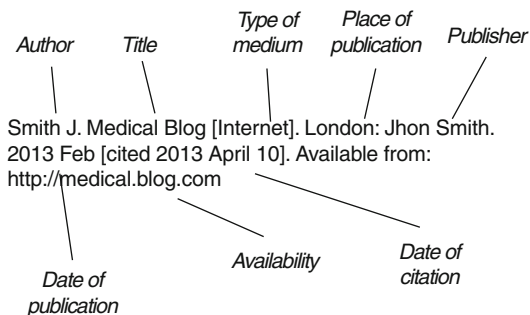 Author
Title
Type of
medium
Place of
publication
Publisher
Smith J. Medical Blog [Internet]. London: Jhon Smith.
2013 Feb [cited 2013 April 10]. Available from:
http://medical.blog.com
Date of
publication
Availability
Date of
citation